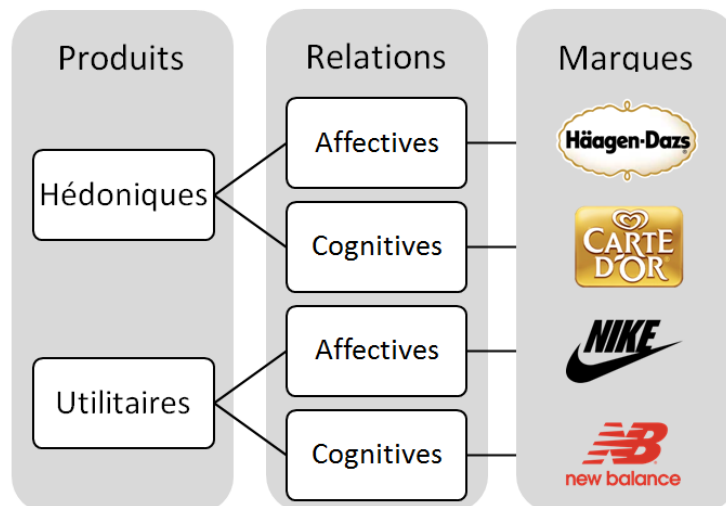 Produits
Relations
Marques
Hédoniques
Affectives
Häagen-Dazs
Cognitives
CARTE
D'OR
Utilitaires
Affectives
NIKE
Cognitives
NB
new balance